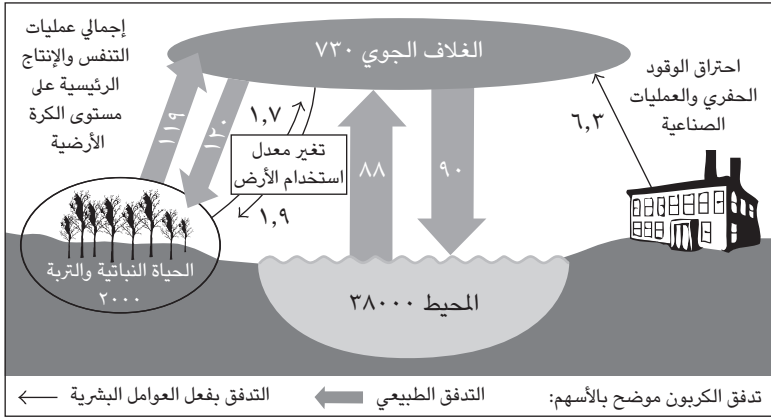 إجمالي عمليات
التنفس والإنتاج
الرئيسية على
مستوى الكرة
الأرضية
الغلاف الجوي ٧٣٠
احتراق الوقود
الحفري والعمليات
الصناعية
٦,٣
١١٩
١٢٠
١,٧
تغير معدل
استخدام الأرض
١,٩
٨٨
٩٠
الحياة النباتية والتربة
٢٠٠٠
المحيط ٣٨٠٠٠
تدفق الكربون موضح بالأسهم:
التدفق الطبيعي
التدفق بفعل العوامل البشرية